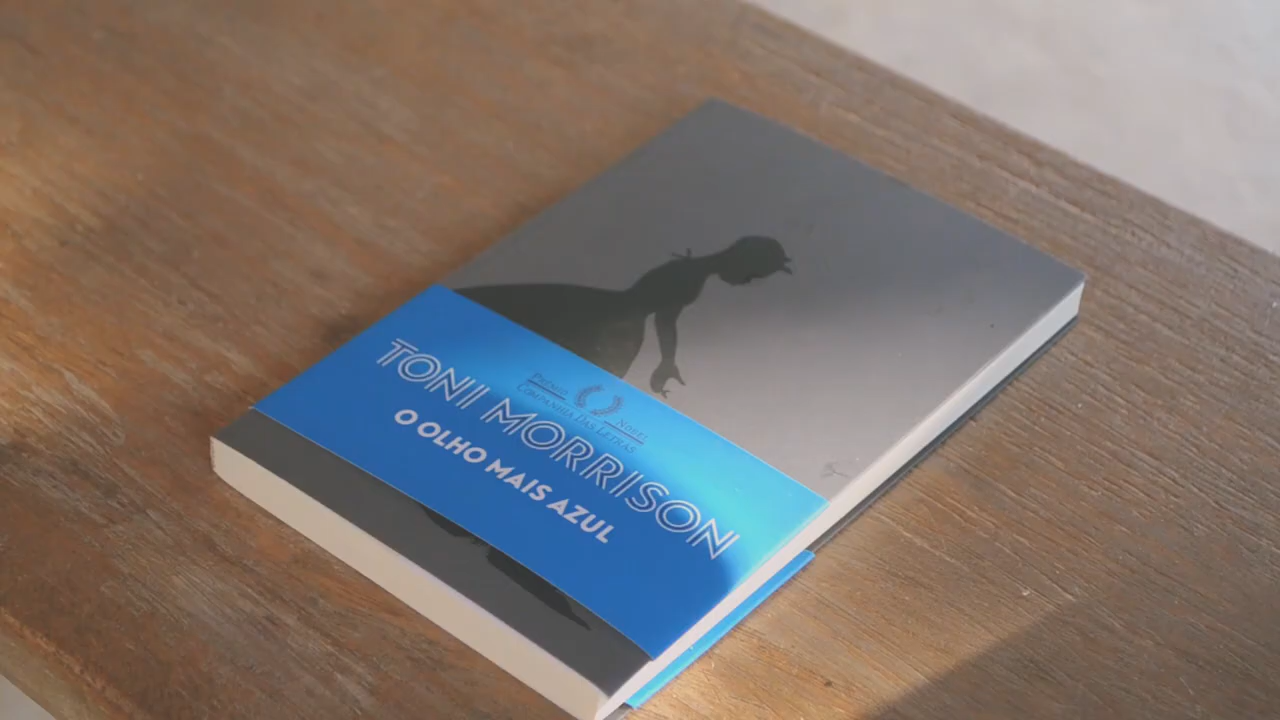 Prêmio Nobel
Companhia Das Letras
TONI MORRISON
O OLHO MAIS AZUL